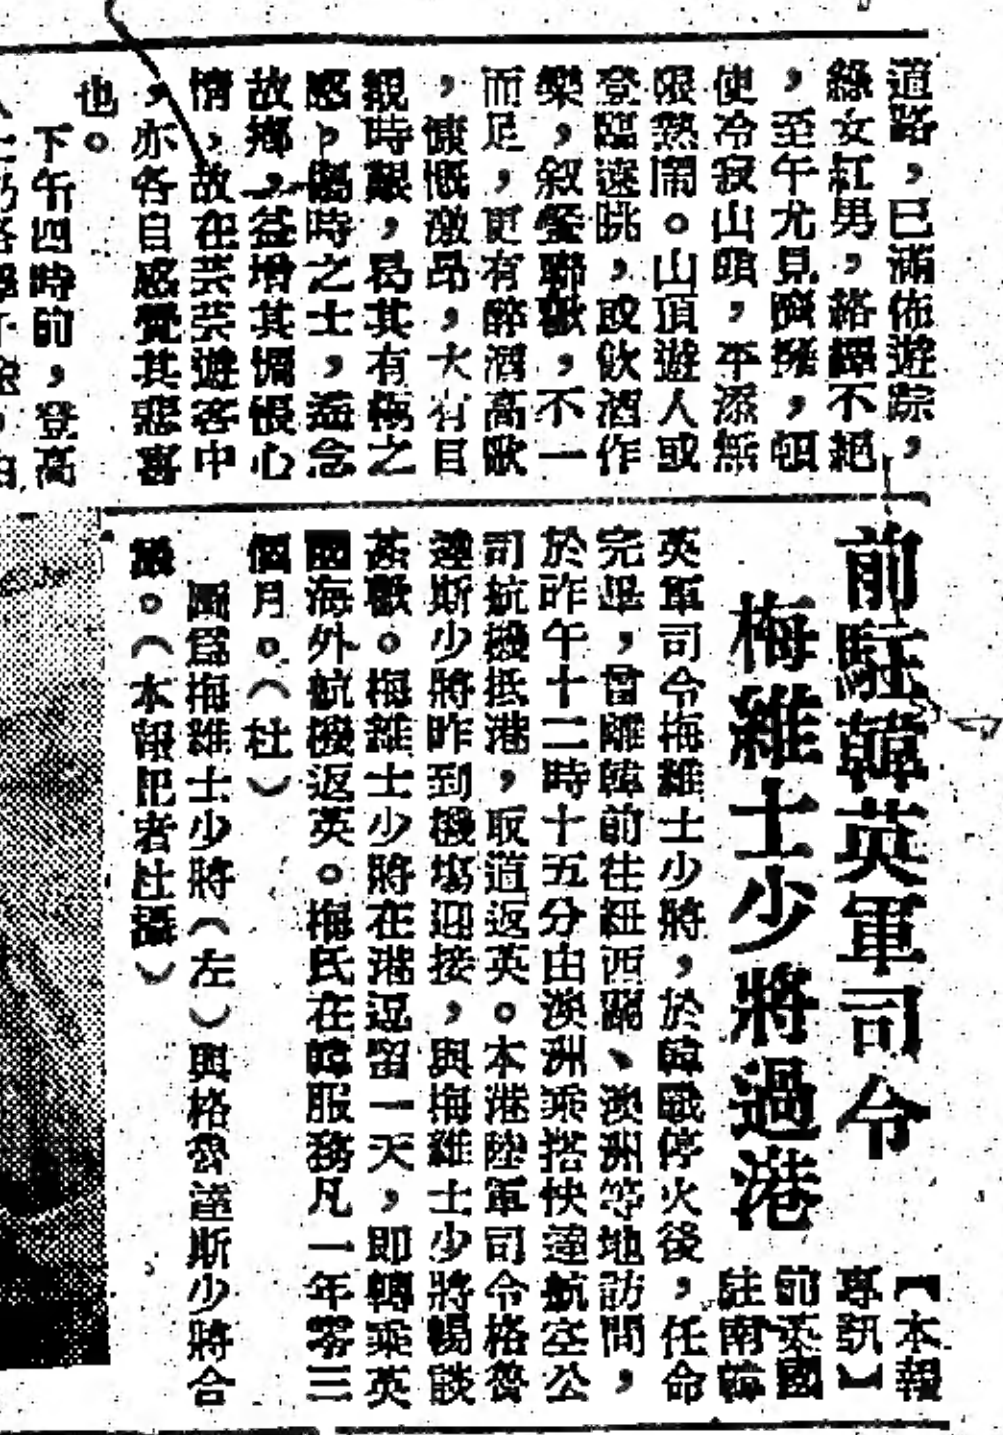 道路，已滿佈遊踪，
綠女紅男，絡繹不絕
，至午尤見擠擁，頓
使冷寂山頭，平添無
限熱鬧。山頂遊人或
登臨遠眺，或飲酒作
樂，叙餐聯歡，不一
而足，更有醉酒高歌
，慷慨激昂，大有目
覩時艱，曷其有極之
感，傷時之士，遙念
故鄉，益增其惆悵心
情，故在芸芸遊客中
，亦各自感覺其悲喜
也。
下午四時前，登高
前駐韓英軍司令
梅維士少將過港
【本報
專訊】
前英國
駐南韓
英軍司令梅維士少將，於韓戰停火後，任命
完畢，曾離韓前往紐西蘭、澳洲等地訪問，
於昨午十二時十五分由澳洲乘搭快達航空公
司航機抵港，取道返英。本港陸軍司令格魯
達斯少將昨到機塲迎接，與梅維士少將暢談
甚歡。梅維士少將在港逗留一天，即轉乘英
國海外航機返英。梅氏在韓服務凡一年零三
個月。（杜）
圖爲梅維士少將（左）與格魯達斯少將合
攝。（本報記者杜攝）